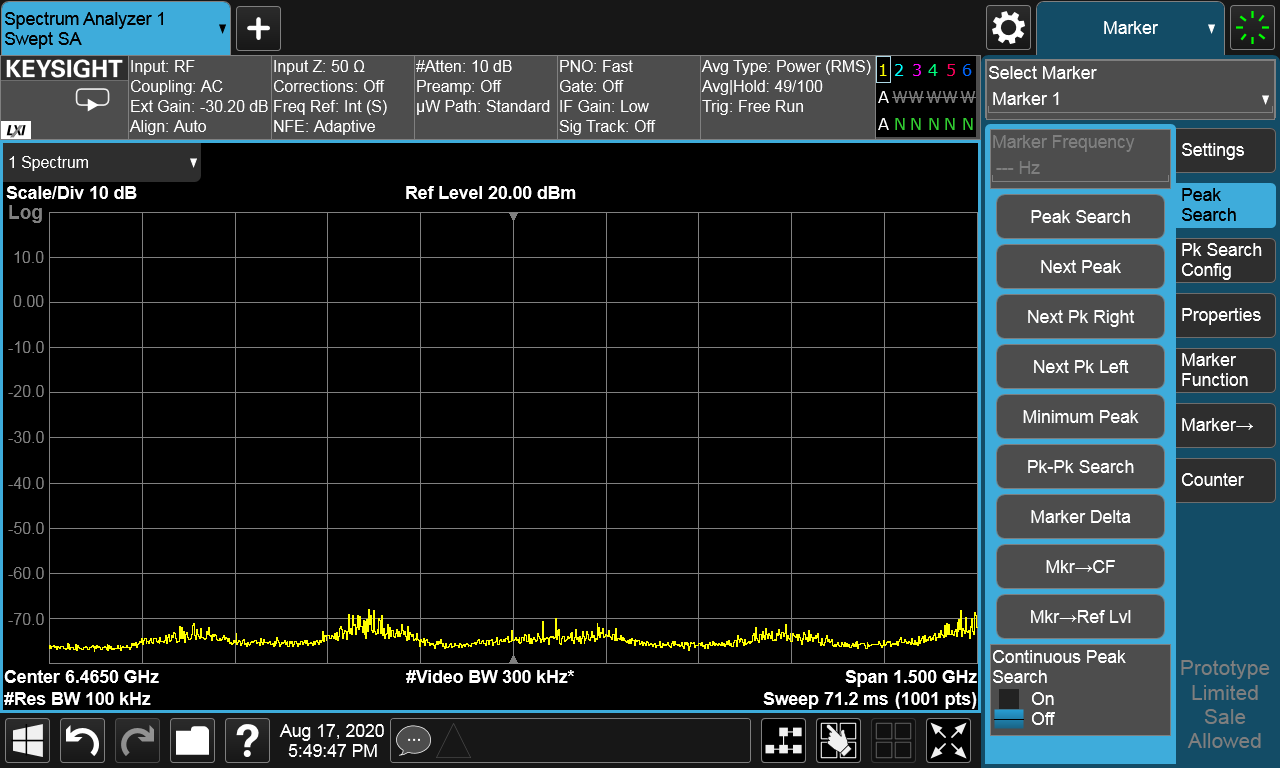 Spectrum Analyzer 1
Swept SA
+
Marker
KEYSIGHT
LXI
Input: RF
Coupling: AC
Ext Gain: -30.20 dB
Align: Auto
Input Z: 50 Ω
Corrections: Off
Freq Ref: Int (S)
NFE: Adaptive
#Atten: 10 dB
Preamp: Off
µW Path: Standard
PNO: Fast
Gate: Off
IF Gain: Low
Sig Track: Off
Avg Type: Power (RMS)
Avg|Hold: 49/100
Trig: Free Run
1 2 3 4 5 6
A W W W W W
A N N N N N
Select Marker
Marker 1
1 Spectrum
Scale/Div 10 dB
Ref Level 20.00 dBm
Log
10.0
0.00
-10.0
-20.0
-30.0
-40.0
-50.0
-60.0
-70.0
Center 6.4650 GHz
#Video BW 300 kHz*
Span 1.500 GHz
#Res BW 100 kHz
Sweep 71.2 ms (1001 pts)
Marker Frequency
--- Hz
Peak Search
Next Peak
Next Pk Right
Next Pk Left
Minimum Peak
Pk-Pk Search
Marker Delta
Mkr→CF
Mkr→Ref Lvl
Continuous Peak
Search
On
Off
Settings
Peak
Search
Pk Search
Config
Properties
Marker
Function
Marker→
Counter
Prototype
Limited
Sale
Allowed
?
Aug 17, 2020
5:49:47 PM